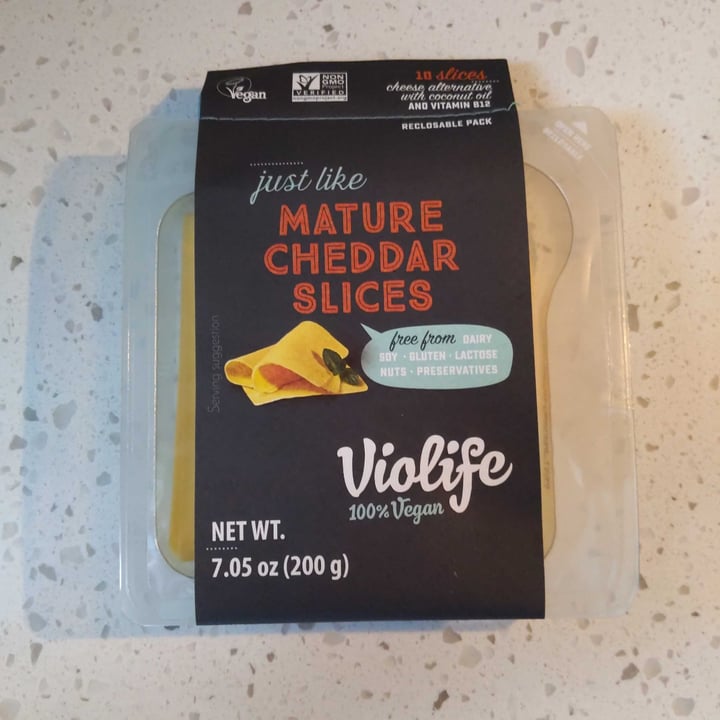 Vegan
NON
GMO
Project
VERIFIED
nongmoproject.org
10 slices
cheese alternative
with coconut oil
AND VITAMIN B12
RECLOSABLE PACK
just like
MATURE
CHEDDAR
SLICES
free from DAIRY
SOY · GLUTEN · LACTOSE
NUTS · PRESERVATIVES
Serving suggestion
Violife
100% Vegan
NET WT.
7.05 oz (200 g)